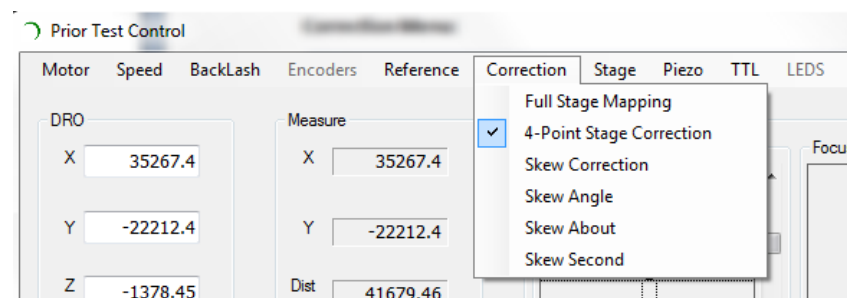 Prior Test Control
Motor Speed BackLash Encoders Reference Correction Stage Piezo TTL LEDS
Full Stage Mapping
4-Point Stage Correction
Skew Correction
Skew Angle
Skew About
Skew Second
DRO
X 35267.4
Y -22212.4
Z -1378.45
Measure
X 35267.4
Y -22212.4
Dist 41679.46
Focu